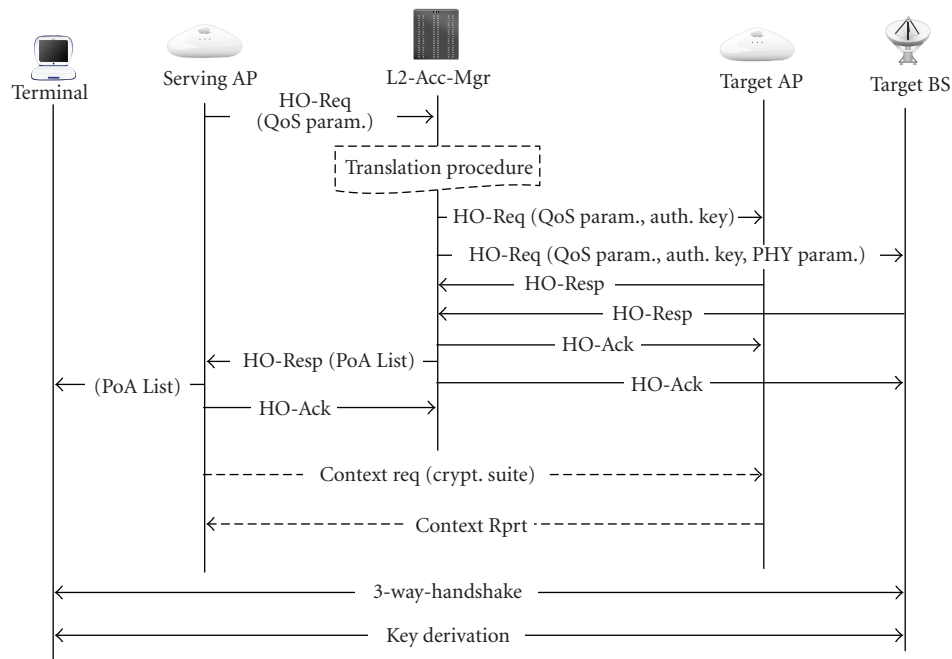 Terminal
Serving AP
L2-Acc-Mgr
Target AP
Target BS
HO-Req
(QoS param.)
Translation procedure
HO-Req (QoS param., auth. key)
HO-Req (QoS param., auth. key, PHY param.)
HO-Resp
HO-Resp
HO-Ack
HO-Resp (PoA List)
(PoA List)
HO-Ack
HO-Ack
Context req (crypt. suite)
Context Rprt
3-way-handshake
Key derivation